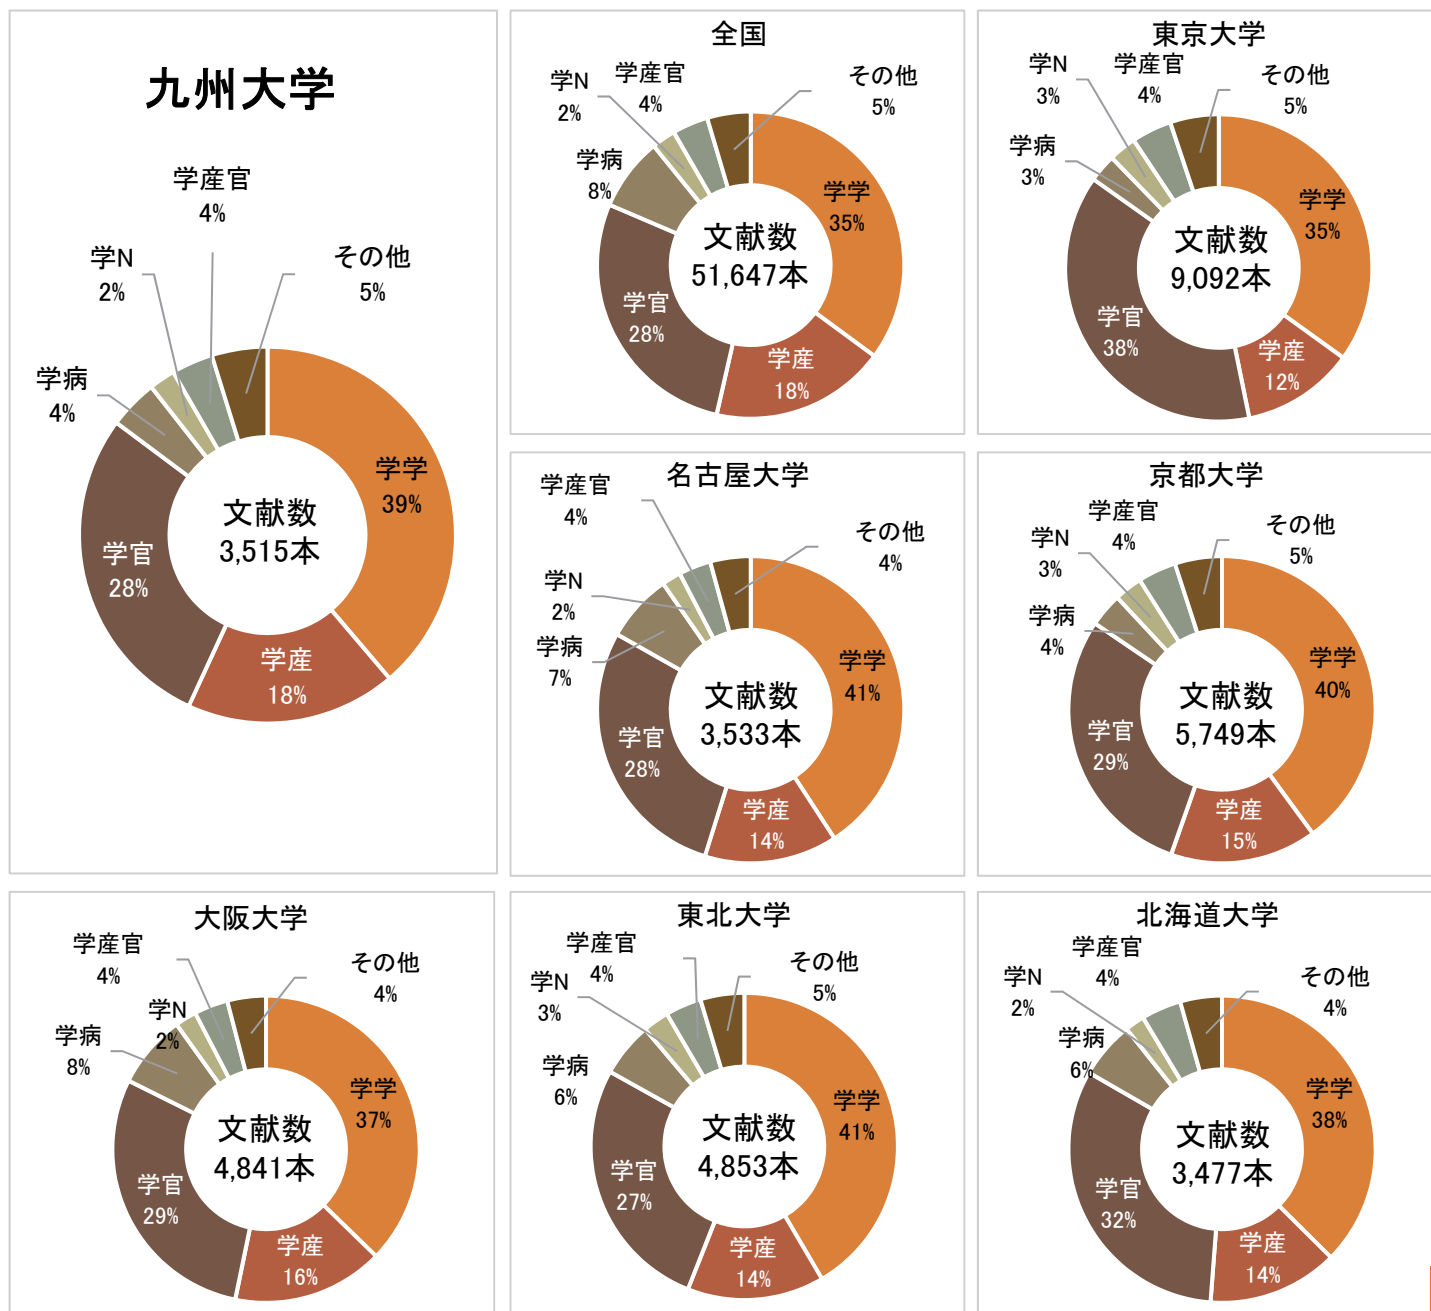 九州大学
学産官
4%
学N
2%
その他
5%
学病
4%
学学
39%
文献数
3,515本
学官
28%
学産
18%
全国
学N
2%
学産官
4%
その他
5%
学病
8%
学学
35%
文献数
51,647本
学官
28%
学産
18%
東京大学
学N
3%
学産官
4%
その他
5%
学病
3%
学学
35%
文献数
9,092本
学官
38%
学産
12%
名古屋大学
学産官
4%
その他
4%
学N
2%
学病
7%
学学
41%
文献数
3,533本
学官
28%
学産
14%
京都大学
学産官
4%
その他
5%
学N
3%
学病
4%
学学
40%
文献数
5,749本
学官
29%
学産
15%
大阪大学
学産官
4%
その他
4%
学N
2%
学病
8%
学学
37%
文献数
4,841本
学官
29%
学産
16%
東北大学
学産官
4%
その他
5%
学N
3%
学病
6%
学学
41%
文献数
4,853本
学官
27%
学産
14%
北海道大学
学産官
4%
その他
4%
学N
2%
学病
6%
学学
38%
文献数
3,477本
学官
32%
学産
14%